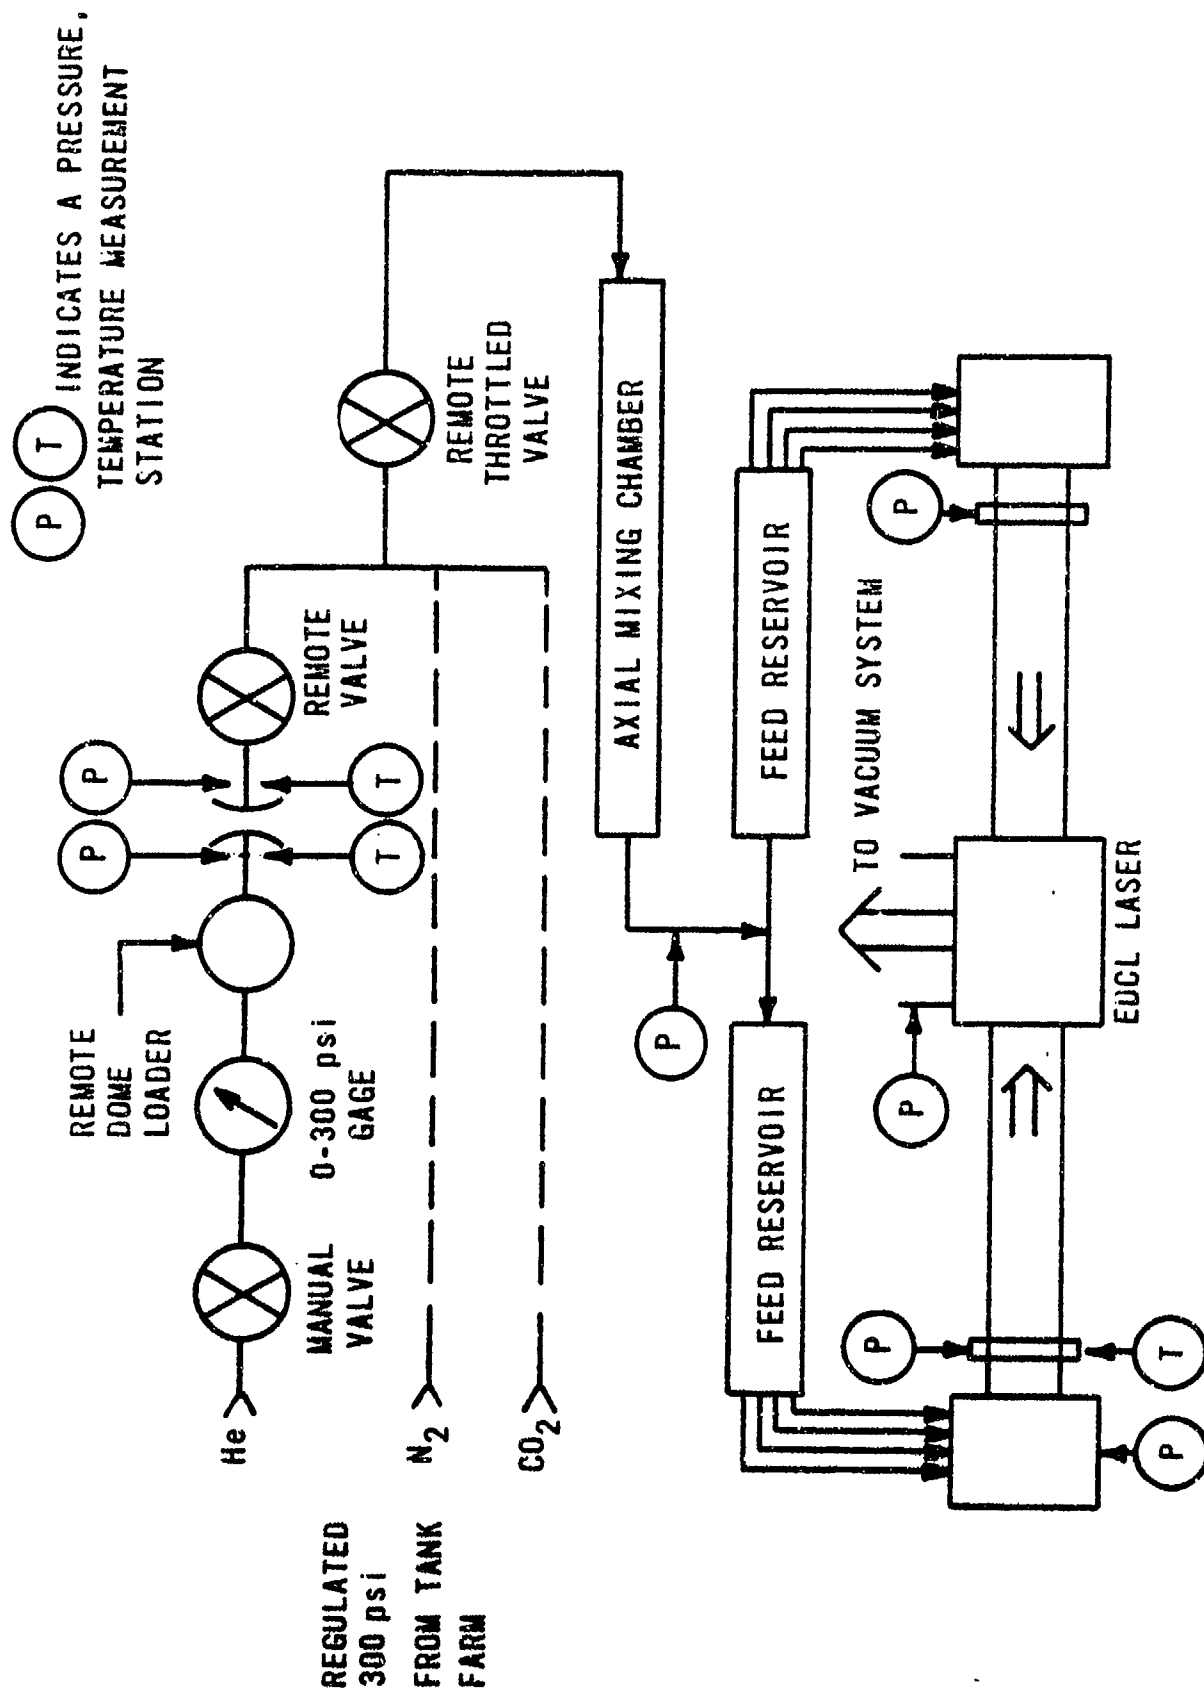 P T INDICATES A PRESSURE,
TEMPERATURE MEASUREMENT
STATION
P P
REMOTE
DOME
LOADER
He
MANUAL
VALVE
0-300 psi
GAGE
T T
REMOTE
VALVE
REMOTE
THROTTLED
VALVE
REGULATED
300 psi
FROM TANK
FARM
N2
CO2
AXIAL MIXING CHAMBER
P
FEED RESERVOIR
FEED RESERVOIR
P
P
TO VACUUM SYSTEM
P
EDCL LASER
P
T